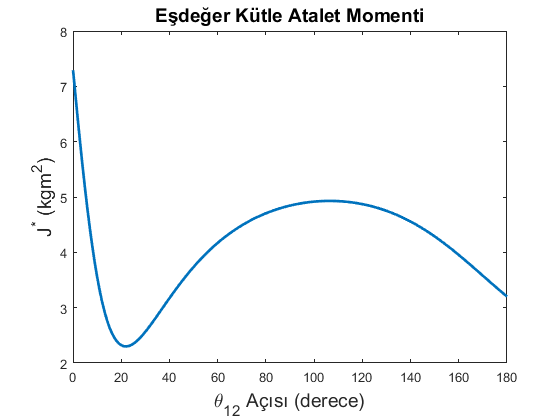 Eşdeğer Kütle Atalet Momenti
8
7
6
5
4
3
2
J* (kgm²)
0 20 40 60 80 100 120 140 160 180
θ₁₂ Açısı (derece)